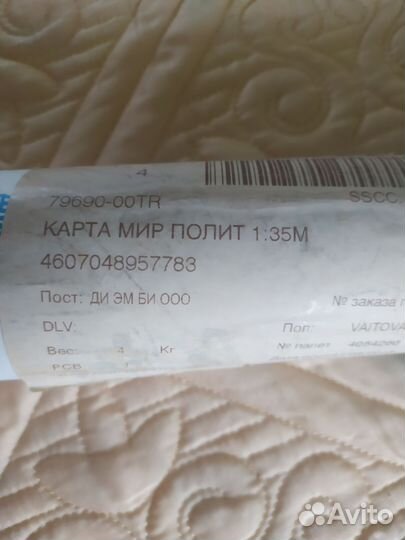 4
79690-00TR
SSCC
КАРТА МИР ПОЛИТ 1:35М
4607048957783
Пост: ДИ ЭМ БИ ООО
№ заказа
DLV:
Пол: VAITOVA
Вес: 4 Кг
№ палет 4084280
PCB
Avito